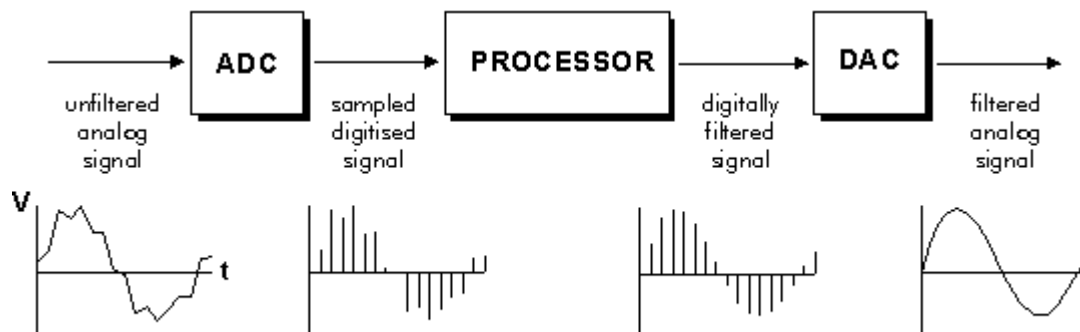 ADC
PROCESSOR
DAC
unfiltered
analog
signal
sampled
digitised
signal
digitally
filtered
signal
filtered
analog
signal
V
t